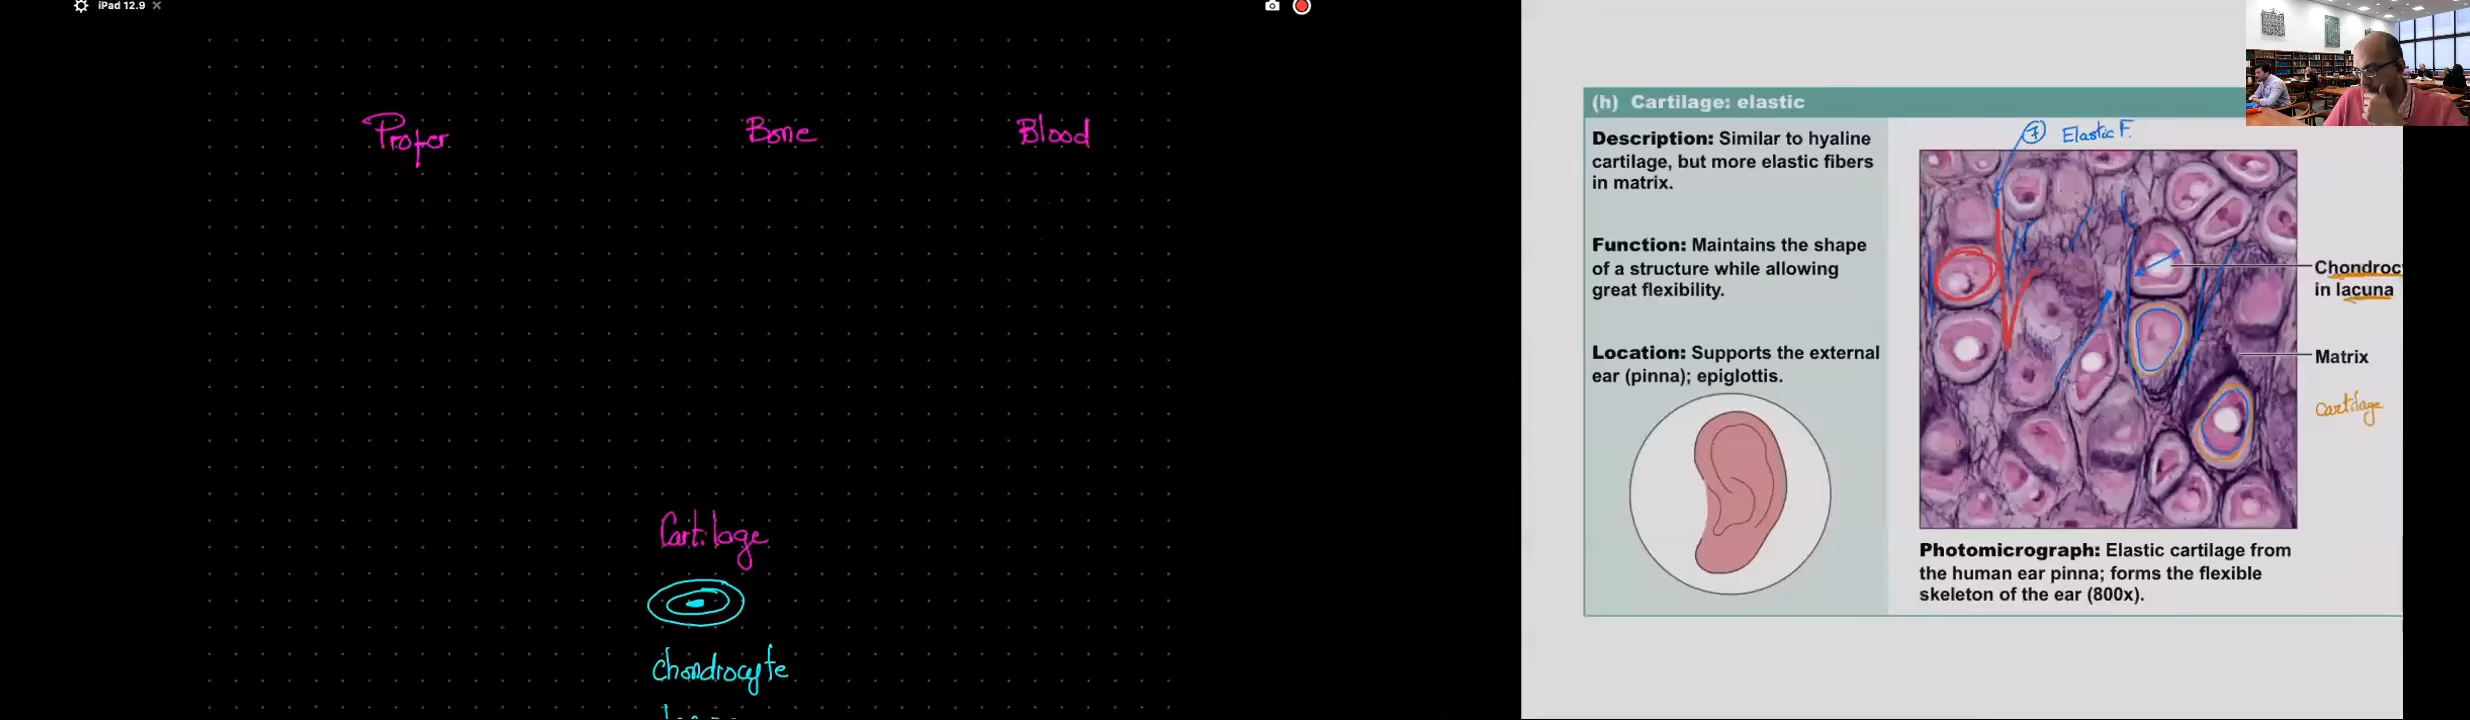 iPad 12.9
Proper
Bone
Blood
Cartilage
chondrocyte
(h) Cartilage: elastic
Description: Similar to hyaline
cartilage, but more elastic fibers
in matrix.
Function: Maintains the shape
of a structure while allowing
great flexibility.
Location: Supports the external
ear (pinna); epiglottis.
Elastic F.
Chondroc
in lacuna
Matrix
Cartilage
Photomicrograph: Elastic cartilage from
the human ear pinna; forms the flexible
skeleton of the ear (800x).